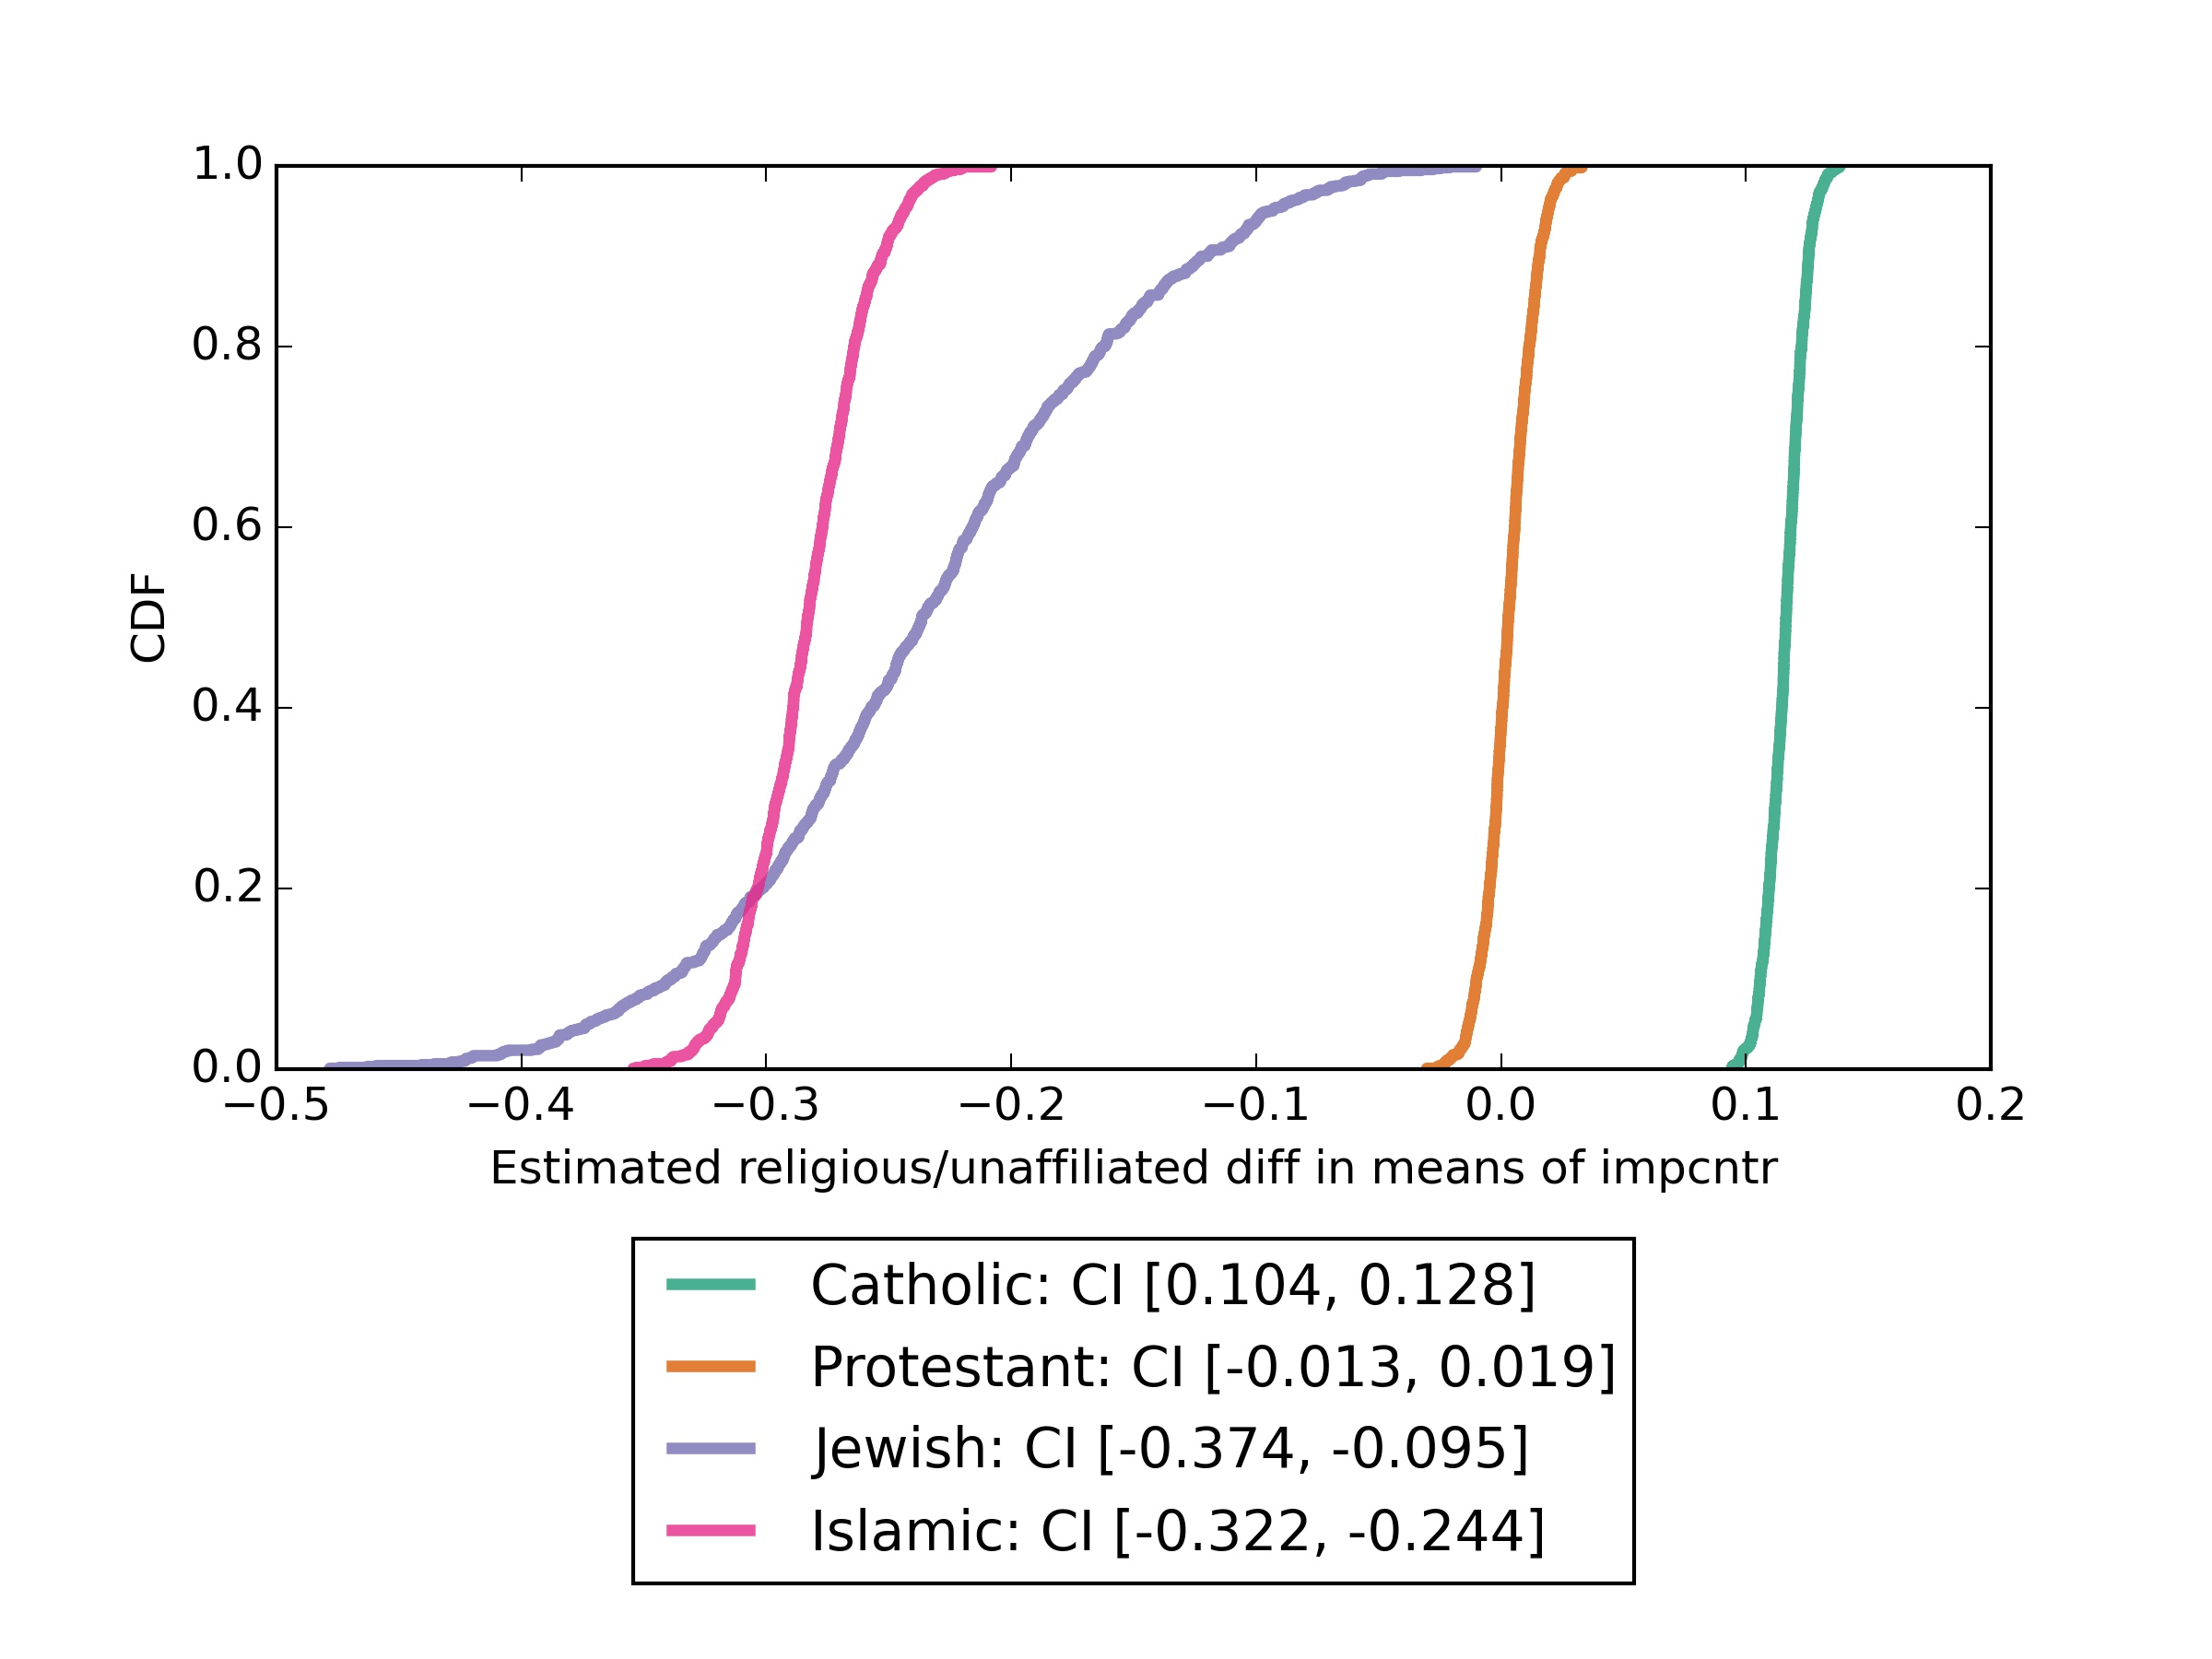 1.0
0.8
0.6
0.4
0.2
0.0
CDF
−0.5 −0.4 −0.3 −0.2 −0.1 0.0 0.1 0.2
Estimated religious/unaffiliated diff in means of impcntr
Catholic: CI [0.104, 0.128]
Protestant: CI [-0.013, 0.019]
Jewish: CI [-0.374, -0.095]
Islamic: CI [-0.322, -0.244]